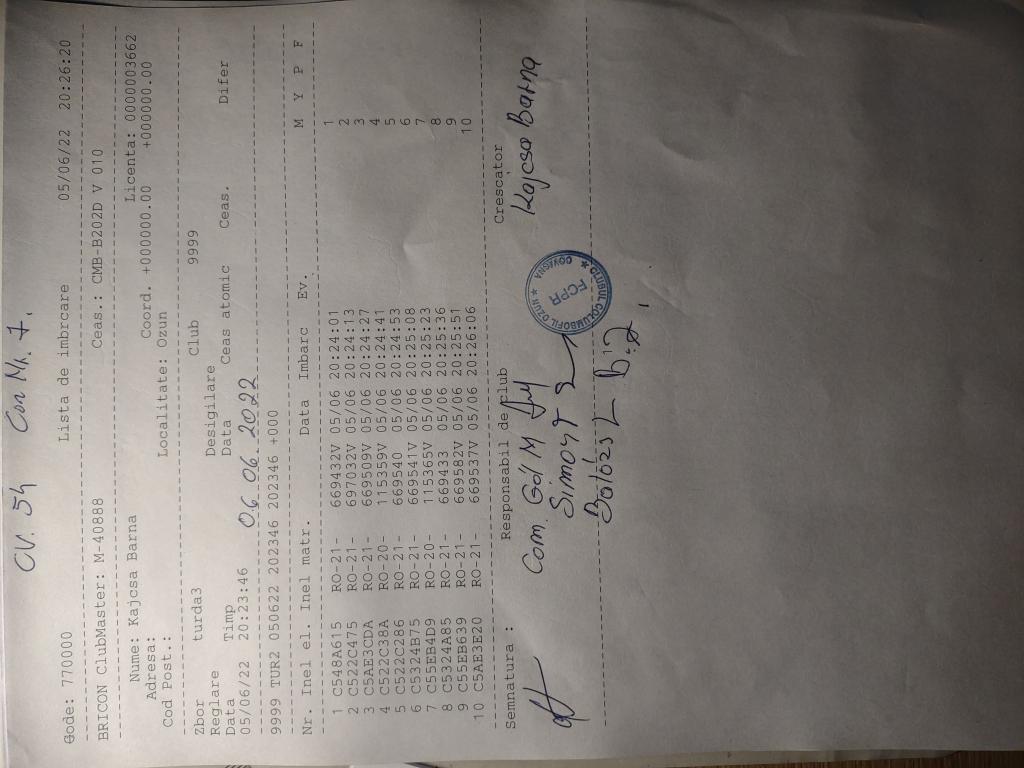 CV. 54 Con Mr. 7.
Gode: 770000 Lista de imbrcare 05/06/22 20:26:20
BRICON ClubMaster: M-40888 Ceas.: CMB-B202D V 010
Nume: Kajcsa Barna Licenta: 0000003662
Adresa: Coord. +000000.00 +000000.00
Cod Post.: Localitate: Ozun
Zbor turda3 Club 9999
Reglare Desigilare
Data Timp Data Ceas atomic Ceas. Difer
05/06/22 20:23:46 06.06.2022
9999 TUR2 050622 202346 202346 +000
Nr. Inel el. Inel matr. Data Imbarc Ev. M Y P F
1 C548A615 RO-21- 669432V 05/06 20:24:01 1
2 C522C475 RO-21- 697032V 05/06 20:24:13 2
3 C5AE3CDA RO-21- 669509V 05/06 20:24:27 3
4 C522C38A RO-20- 115359V 05/06 20:24:41 4
5 C522C286 RO-21- 669540 05/06 20:24:53 5
6 C5324B75 RO-21- 669541V 05/06 20:25:08 6
7 C55EB4D9 RO-20- 115365V 05/06 20:25:23 7
8 C5324A85 RO-21- 669433 05/06 20:25:36 8
9 C55EB639 RO-21- 669582V 05/06 20:25:51 9
10 C5AE3E20 RO-21- 669537V 05/06 20:26:06 10
Semnatura : Responsabil de club Crescător
Com. Gál M Kajcsa Barna
Simon
Balázs L
CLUBUL COLUMBOFIL OZUN
JUDITUL COVASNA
FCPR